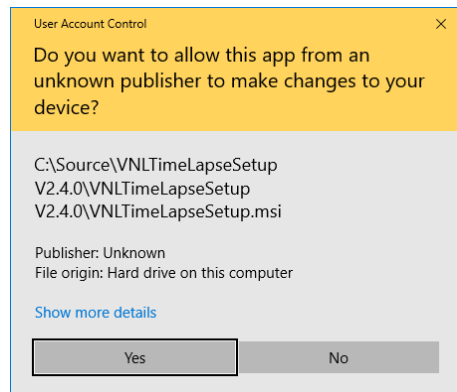 User Account Control
Do you want to allow this app from an
unknown publisher to make changes to your
device?
C:\Source\VNLTimeLapseSetup
V2.4.0\VNLTimeLapseSetup
V2.4.0\VNLTimeLapseSetup.msi
Publisher: Unknown
File origin: Hard drive on this computer
Show more details
Yes
No